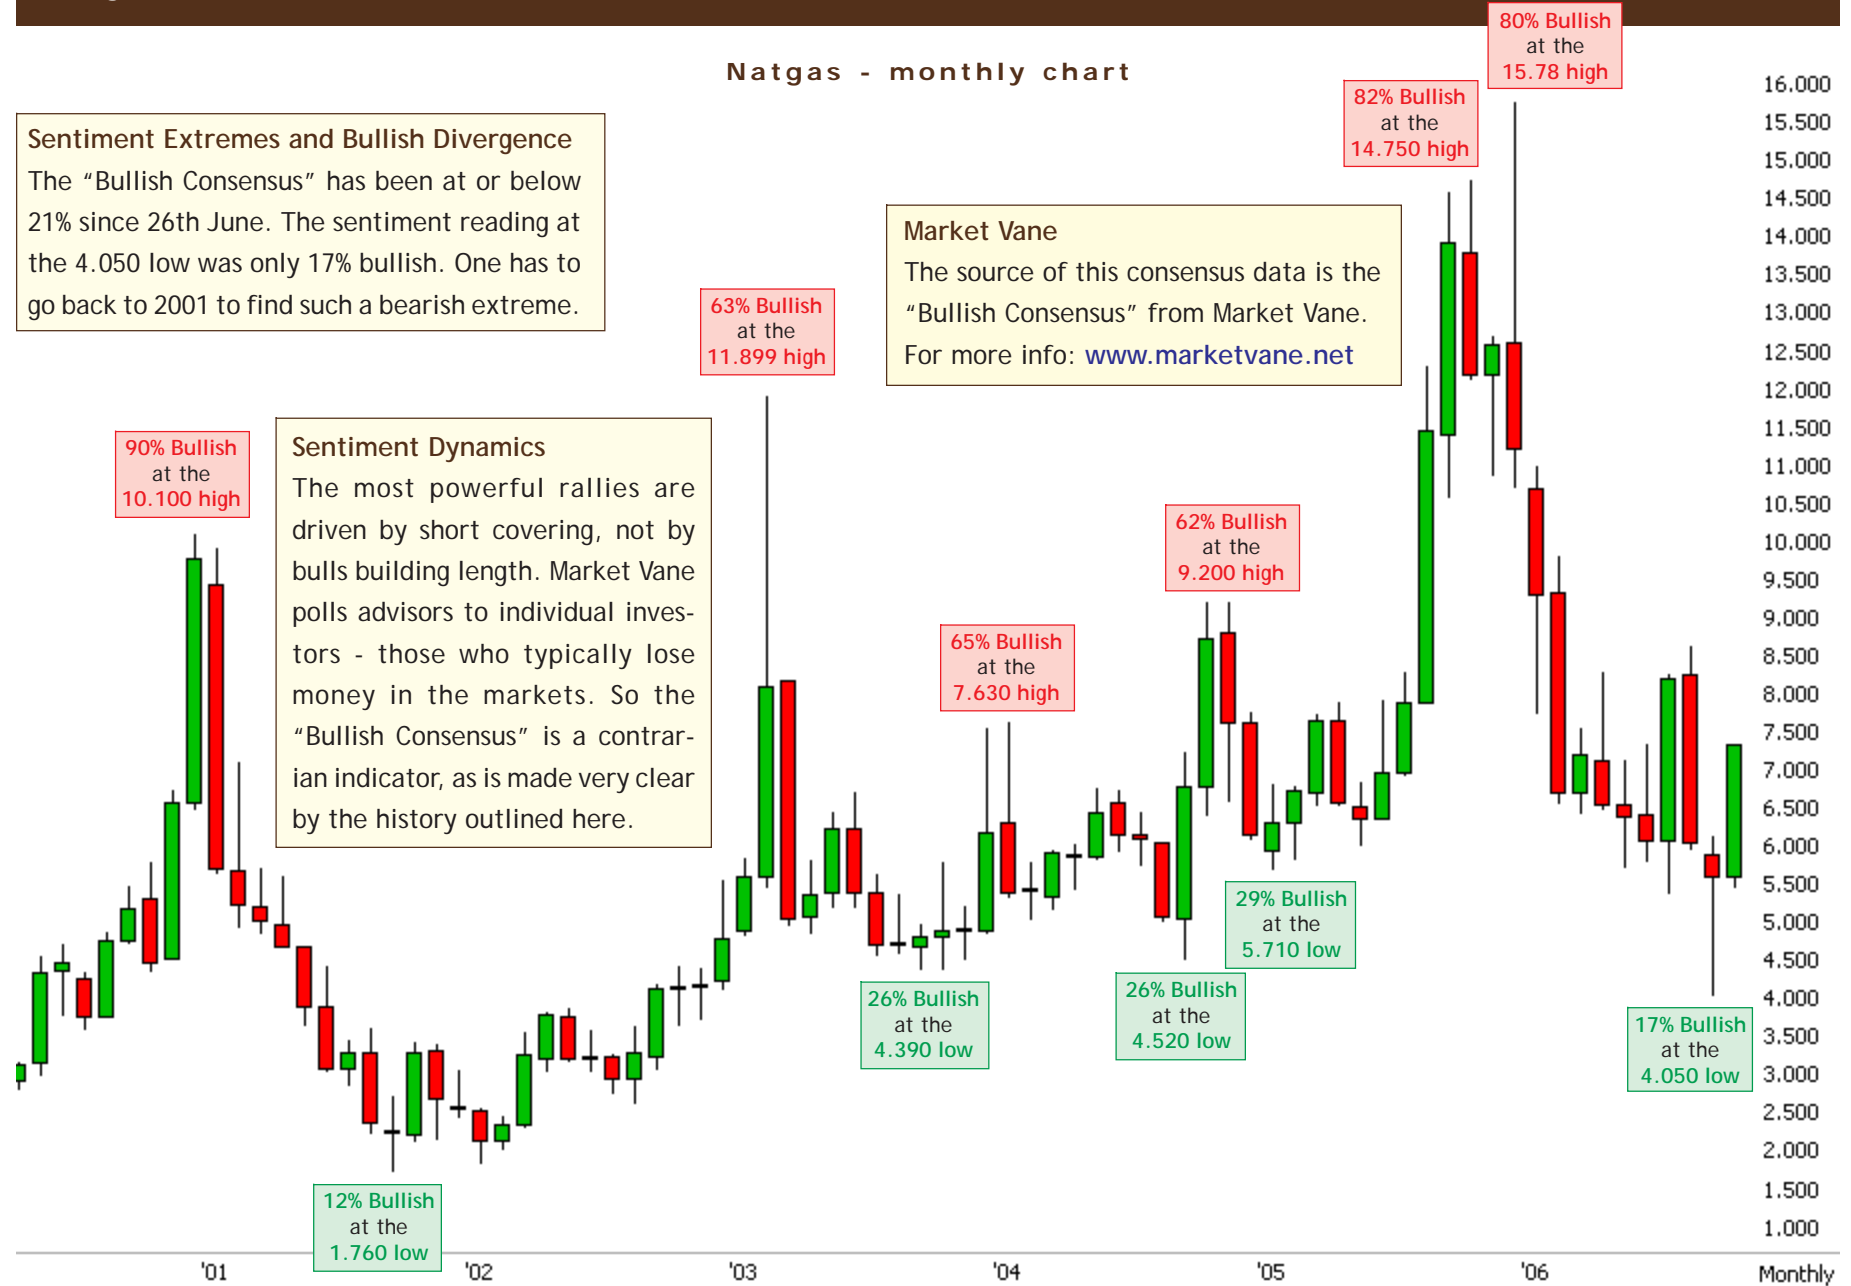 Natgas - monthly chart
Sentiment Extremes and Bullish Divergence
The “Bullish Consensus” has been at or below
21% since 26th June. The sentiment reading at
the 4.050 low was only 17% bullish. One has to
go back to 2001 to find such a bearish extreme.
80% Bullish
at the
15.78 high
82% Bullish
at the
14.750 high
Market Vane
The source of this consensus data is the
“Bullish Consensus” from Market Vane.
For more info: www.marketvane.net
63% Bullish
at the
11.899 high
90% Bullish
at the
10.100 high
Sentiment Dynamics
The most powerful rallies are
driven by short covering, not by
bulls building length. Market Vane
polls advisors to individual inves-
tors - those who typically lose
money in the markets. So the
“Bullish Consensus” is a contrar-
ian indicator, as is made very clear
by the history outlined here.
62% Bullish
at the
9.200 high
65% Bullish
at the
7.630 high
29% Bullish
at the
5.710 low
26% Bullish
at the
4.390 low
26% Bullish
at the
4.520 low
17% Bullish
at the
4.050 low
12% Bullish
at the
1.760 low
16.000
15.500
15.000
14.500
14.000
13.500
13.000
12.500
12.000
11.500
11.000
10.500
10.000
9.500
9.000
8.500
8.000
7.500
7.000
6.500
6.000
5.500
5.000
4.500
4.000
3.500
3.000
2.500
2.000
1.500
1.000
'01 '02 '03 '04 '05 '06 Monthly